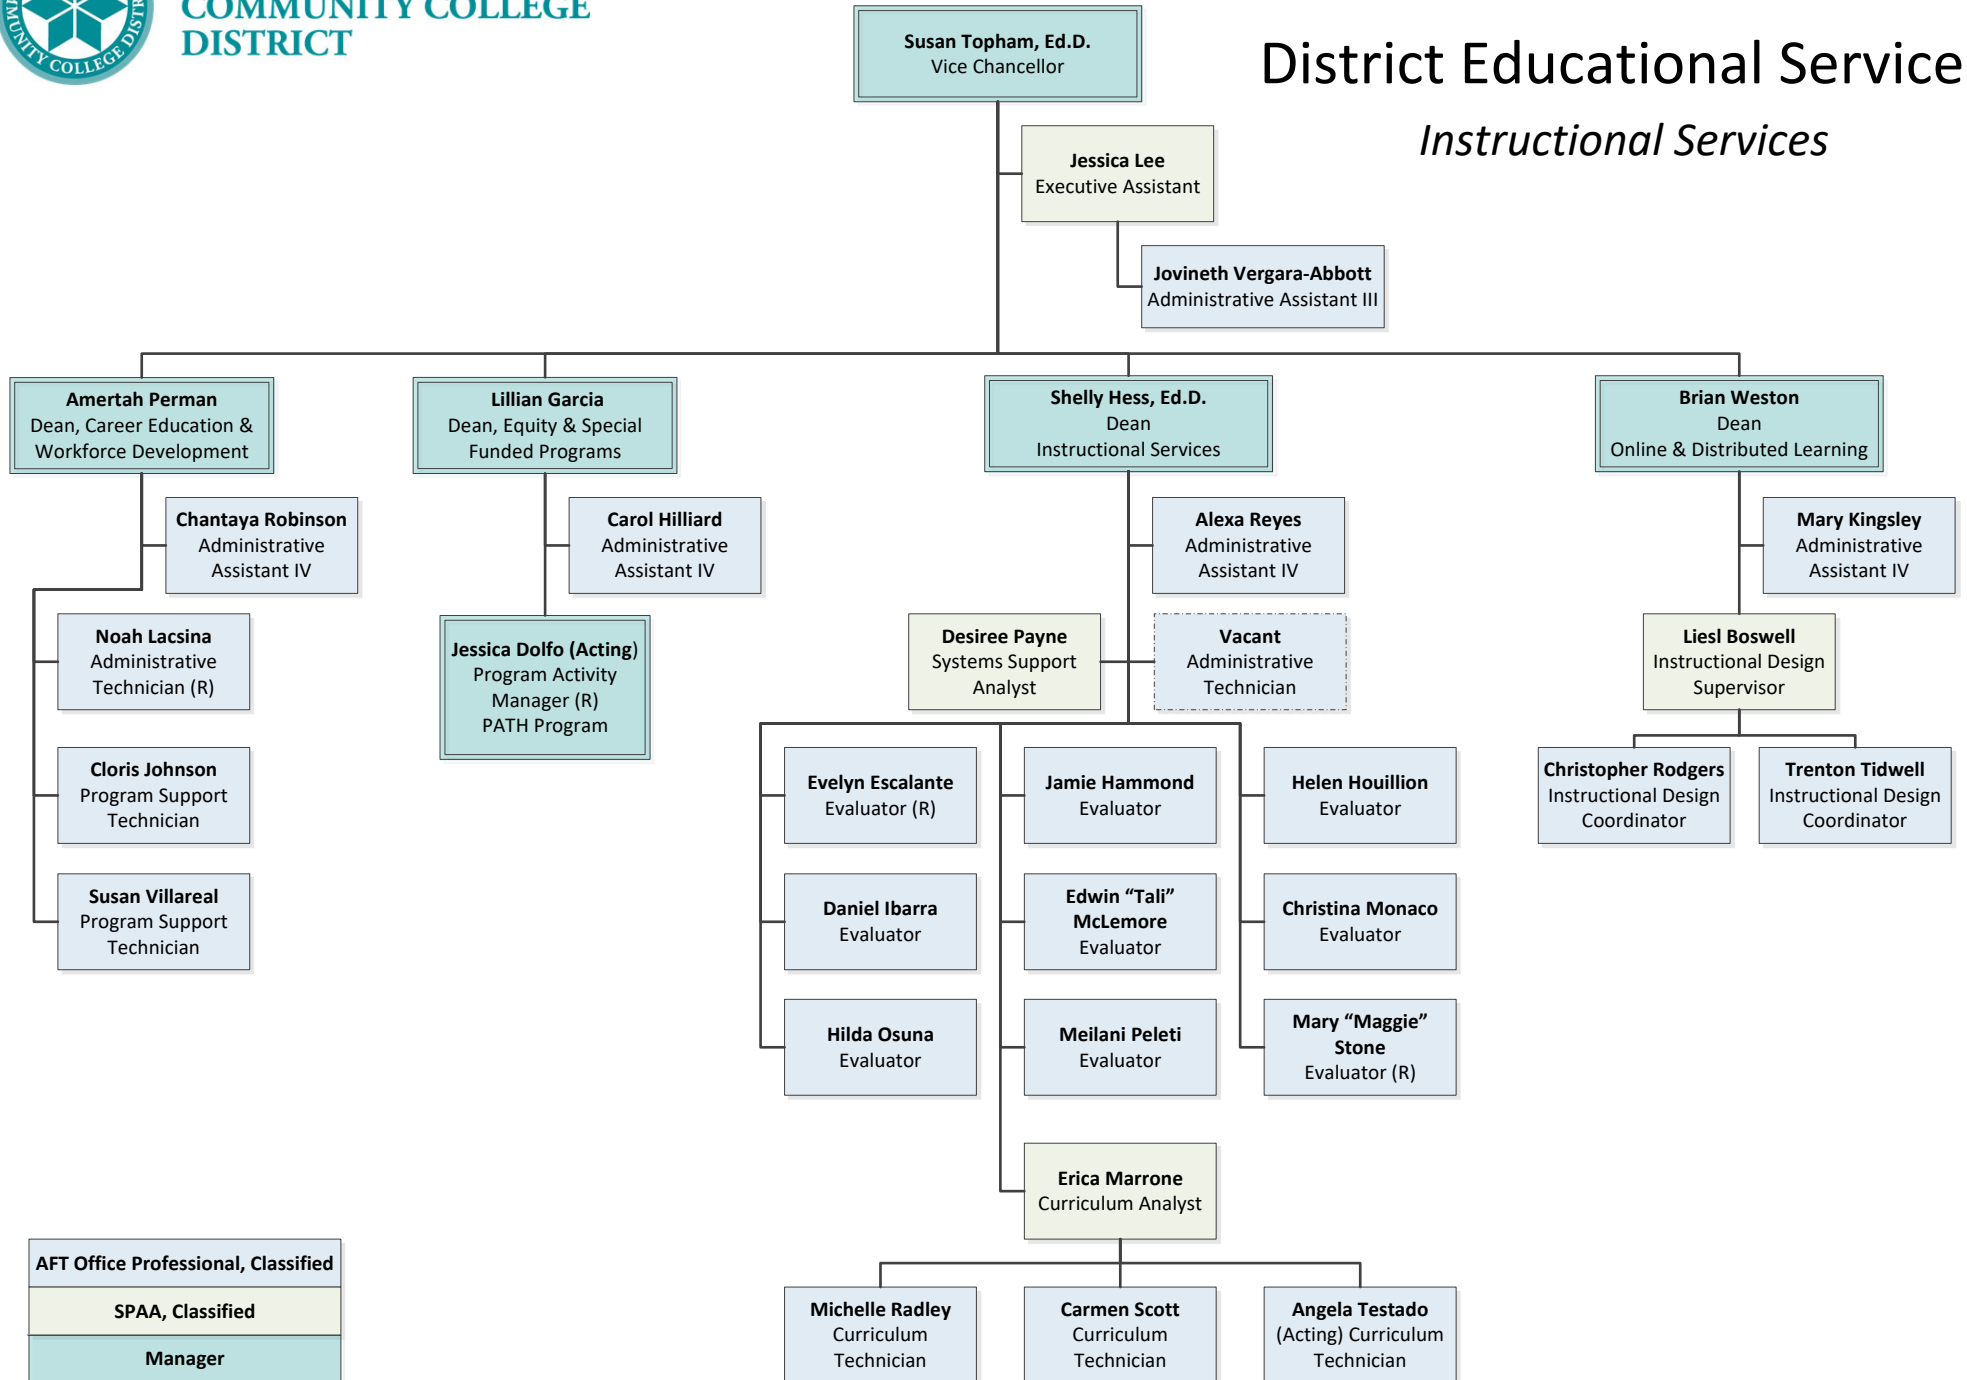 COMMUNITY COLLEGE
DISTRICT
COLLEGE
District Educational Service
Instructional Services
Susan Topham, Ed.D.
Vice Chancellor
Jessica Lee
Executive Assistant
Jovineth Vergara-Abbott
Administrative Assistant III
Amertah Perman
Dean, Career Education &
Workforce Development
Lillian Garcia
Dean, Equity & Special
Funded Programs
Shelly Hess, Ed.D.
Dean
Instructional Services
Brian Weston
Dean
Online & Distributed Learning
Chantaya Robinson
Administrative
Assistant IV
Carol Hilliard
Administrative
Assistant IV
Alexa Reyes
Administrative
Assistant IV
Mary Kingsley
Administrative
Assistant IV
Noah Lacsina
Administrative
Technician (R)
Jessica Dolfo (Acting)
Program Activity
Manager (R)
PATH Program
Desiree Payne
Systems Support
Analyst
Vacant
Administrative
Technician
Liesl Boswell
Instructional Design
Supervisor
Cloris Johnson
Program Support
Technician
Evelyn Escalante
Evaluator (R)
Jamie Hammond
Evaluator
Helen Houillion
Evaluator
Christopher Rodgers
Instructional Design
Coordinator
Trenton Tidwell
Instructional Design
Coordinator
Susan Villareal
Program Support
Technician
Daniel Ibarra
Evaluator
Edwin “Tali”
McLemore
Evaluator
Christina Monaco
Evaluator
Hilda Osuna
Evaluator
Meilani Peleti
Evaluator
Mary “Maggie”
Stone
Evaluator (R)
Erica Marrone
Curriculum Analyst
Michelle Radley
Curriculum
Technician
Carmen Scott
Curriculum
Technician
Angela Testado
(Acting) Curriculum
Technician
AFT Office Professional, Classified
SPAA, Classified
Manager